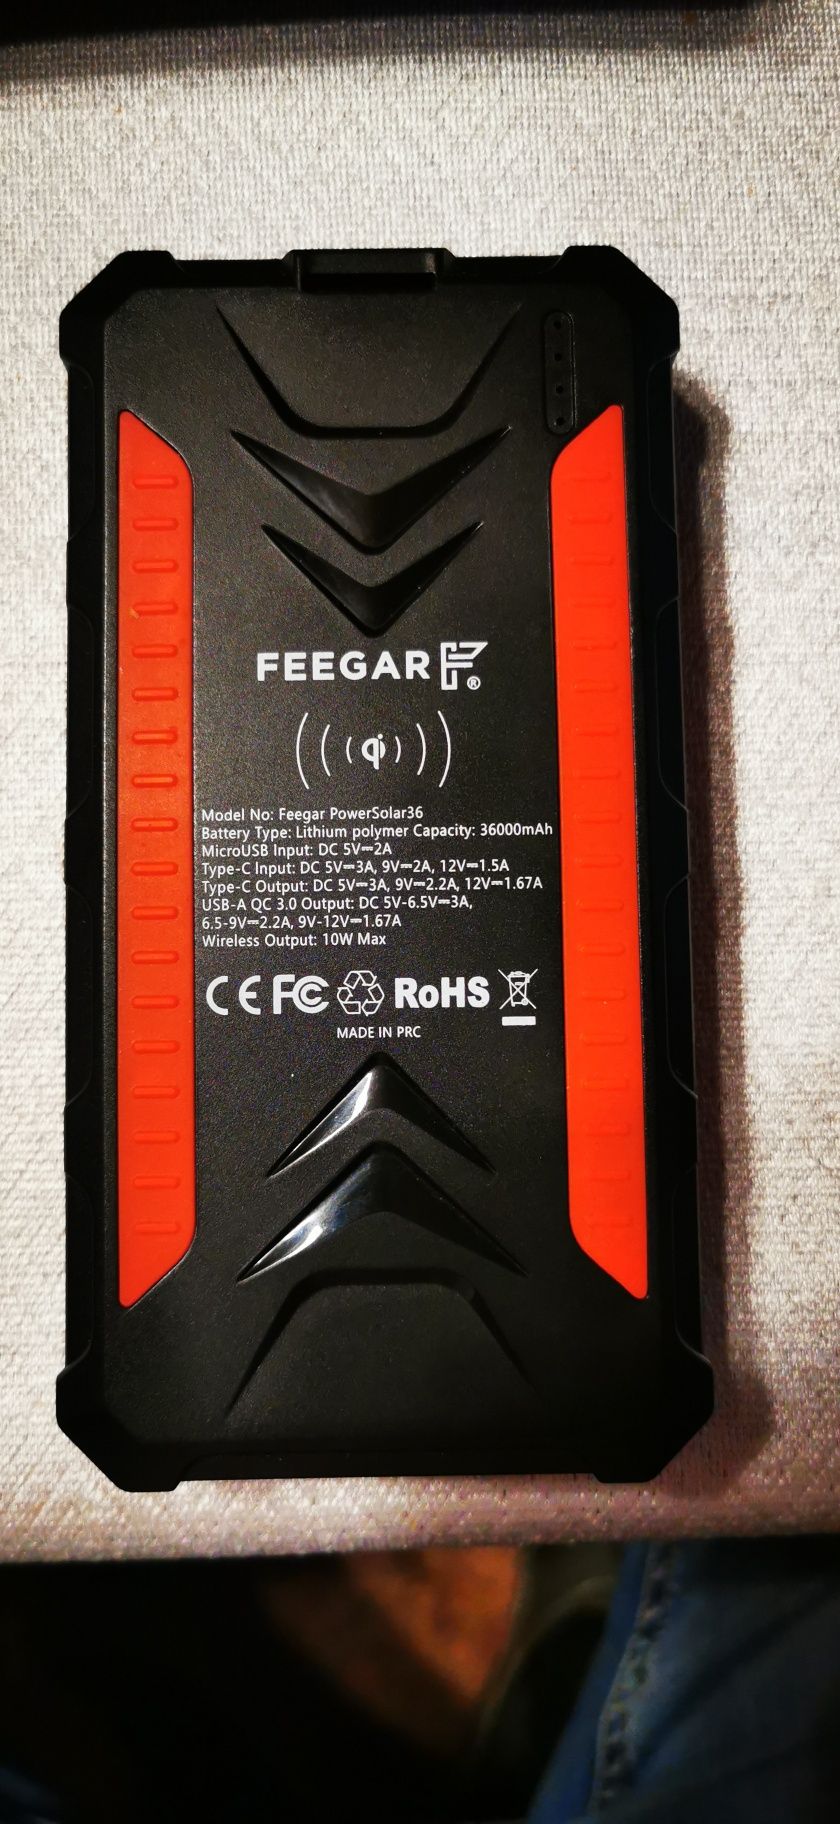 FEEGAR F®
qi
Model No: Feegar PowerSolar36
Battery Type: Lithium polymer Capacity: 36000mAh
MicroUSB Input: DC 5V⎓2A
Type-C Input: DC 5V⎓3A, 9V⎓2A, 12V⎓1.5A
Type-C Output: DC 5V⎓3A, 9V⎓2.2A, 12V⎓1.67A
USB-A QC 3.0 Output: DC 5V-6.5V⎓3A,
6.5-9V⎓2.2A, 9V-12V⎓1.67A
Wireless Output: 10W Max
CE FC RoHS
MADE IN PRC